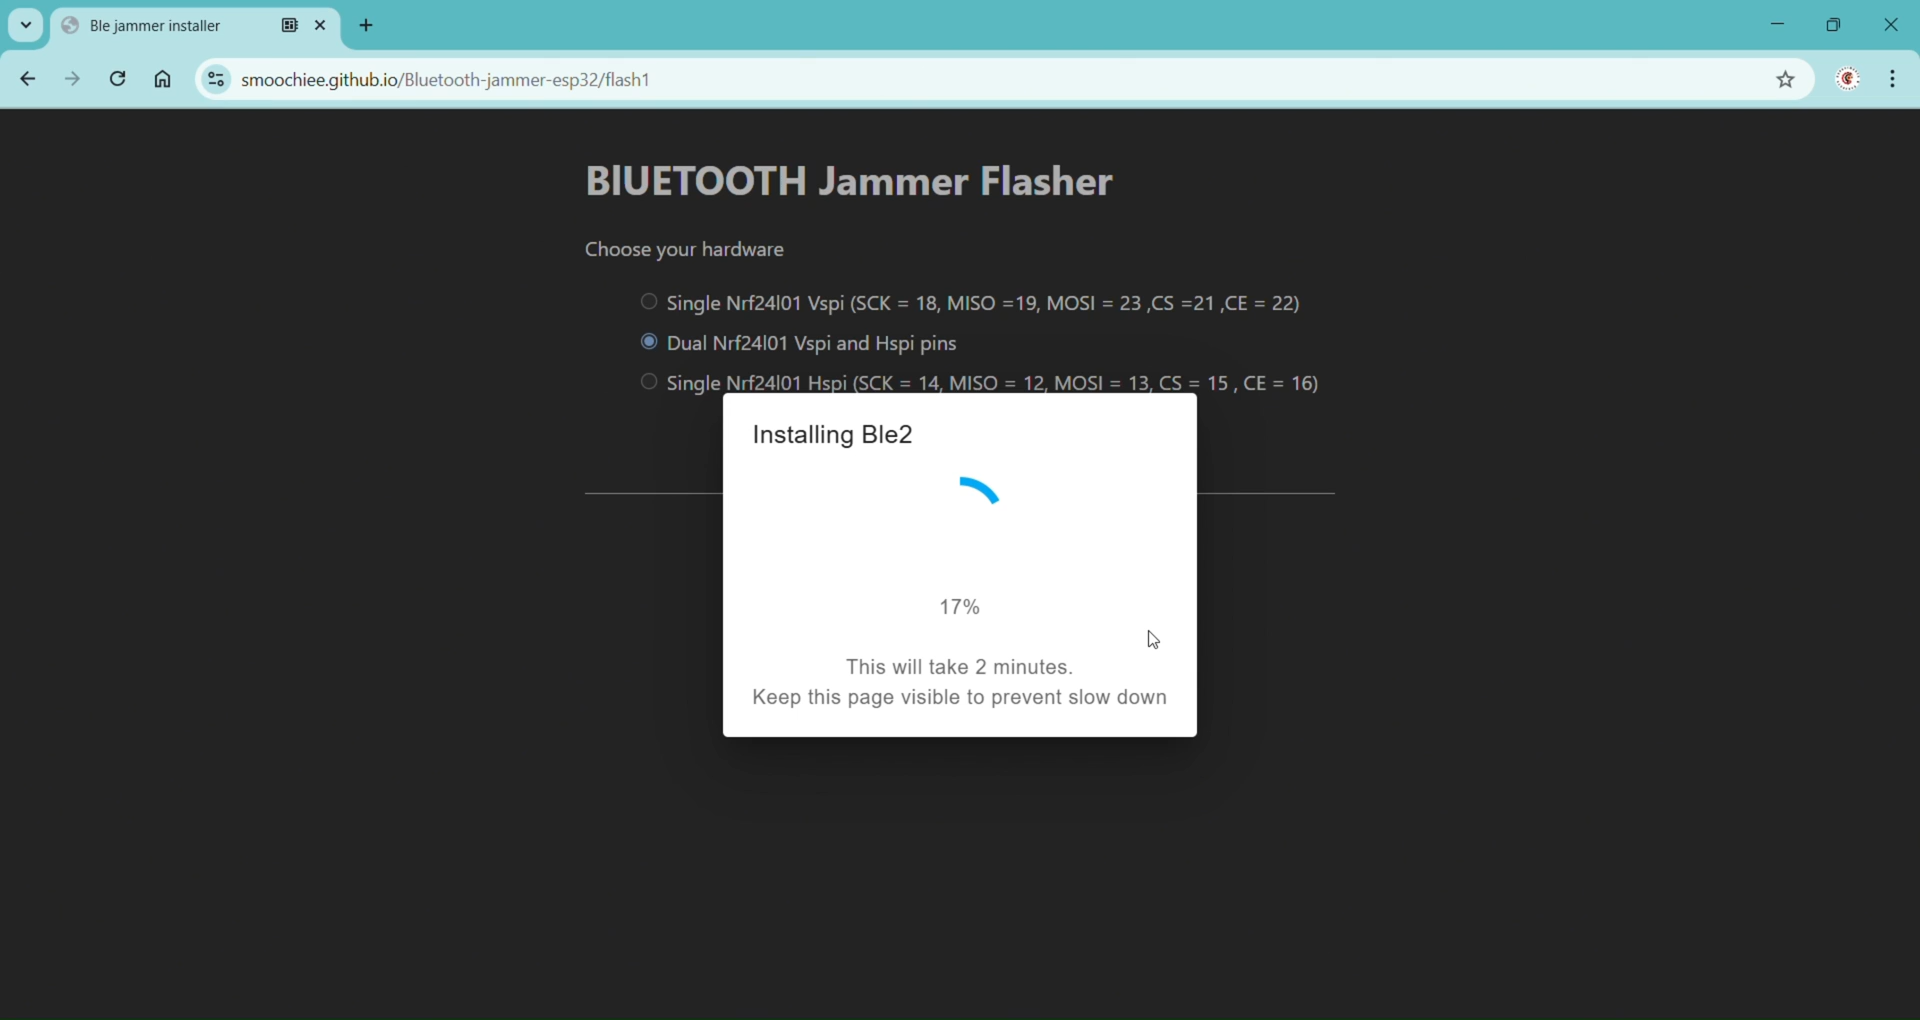 Ble jammer installer
smoochiee.github.io/Bluetooth-jammer-esp32/flash1
BlUETOOTH Jammer Flasher
Choose your hardware
Single Nrf24l01 Vspi (SCK = 18, MISO =19, MOSI = 23 ,CS =21 ,CE = 22)
Dual Nrf24l01 Vspi and Hspi pins
Single Nrf24l01 Hspi (SCK = 14, MISO = 12, MOSI = 13, CS = 15 , CE = 16)
Installing Ble2
17%
This will take 2 minutes.
Keep this page visible to prevent slow down